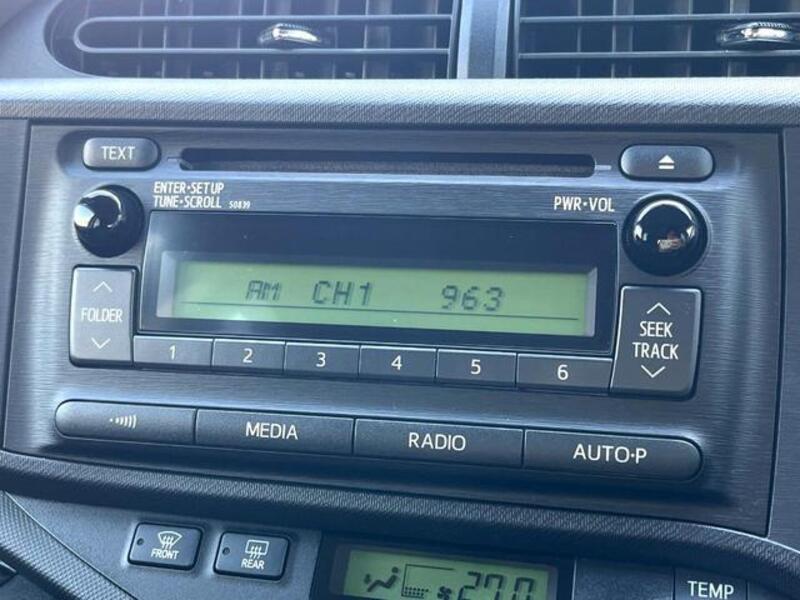 TEXT
ENTER·SETUP
TUNE·SCROLL 50839
PWR·VOL
AM CH1 963
FOLDER
SEEK
TRACK
1 2 3 4 5 6
MEDIA RADIO AUTO·P
FRONT REAR
27.0
TEMP